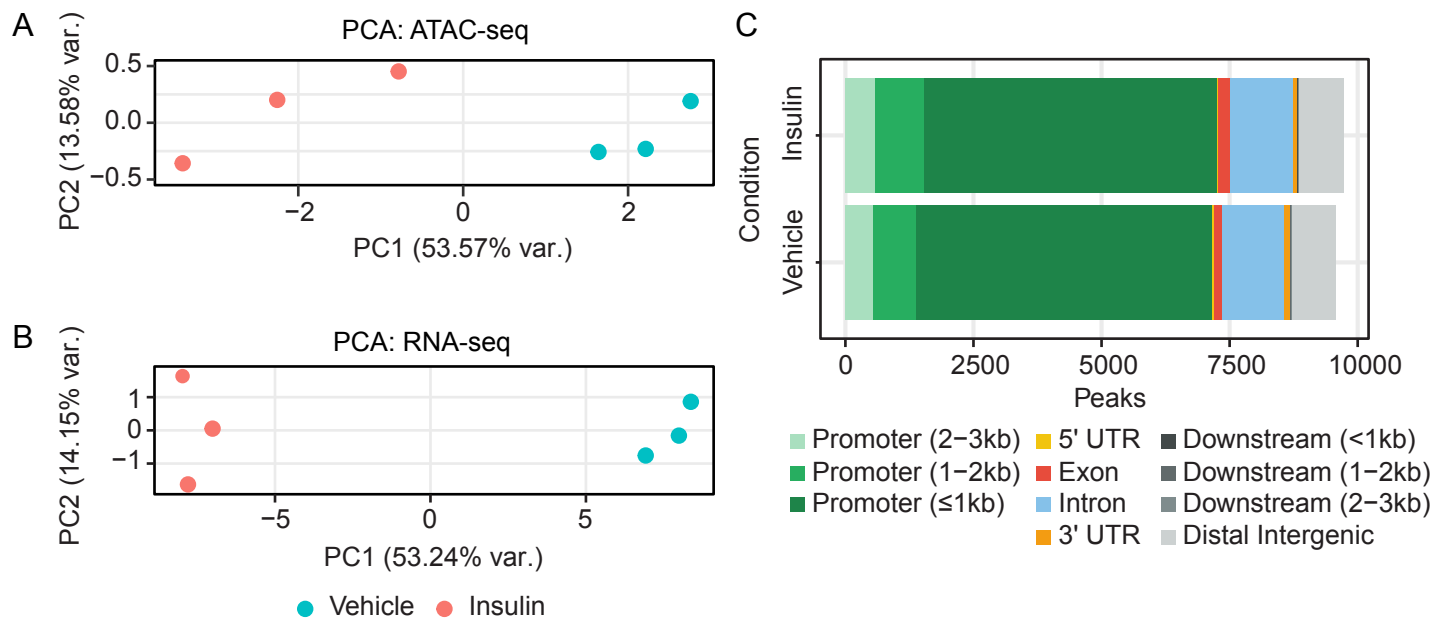 A
PCA: ATAC-seq
PC2 (13.58% var.)
0.5
0.0
−0.5
−2
0
2
PC1 (53.57% var.)
B
PCA: RNA-seq
PC2 (14.15% var.)
1
0
−1
−5
0
5
PC1 (53.24% var.)
Vehicle
Insulin
C
Conditon
Insulin
Vehicle
0
2500
5000
7500
10000
Peaks
Promoter (2−3kb)
Promoter (1−2kb)
Promoter (≤1kb)
5' UTR
Exon
Intron
3' UTR
Downstream (<1kb)
Downstream (1−2kb)
Downstream (2−3kb)
Distal Intergenic